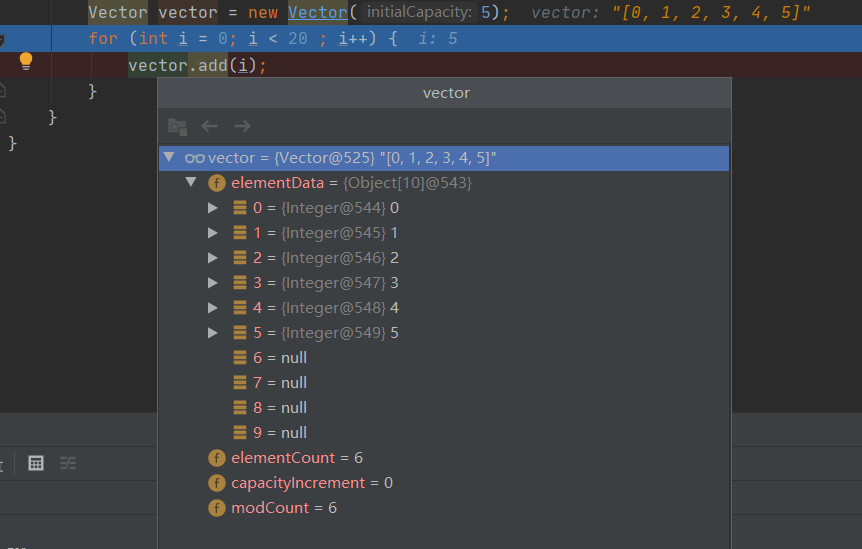 Vector vector = new Vector( initialCapacity: 5); vector: "[0, 1, 2, 3, 4, 5]"
for (int i = 0; i < 20 ; i++) { i: 5
vector.add(i);
}
}
}
vector
vector = {Vector@525} "[0, 1, 2, 3, 4, 5]"
elementData = {Object[10]@543}
0 = {Integer@544} 0
1 = {Integer@545} 1
2 = {Integer@546} 2
3 = {Integer@547} 3
4 = {Integer@548} 4
5 = {Integer@549} 5
6 = null
7 = null
8 = null
9 = null
elementCount = 6
capacityIncrement = 0
modCount = 6